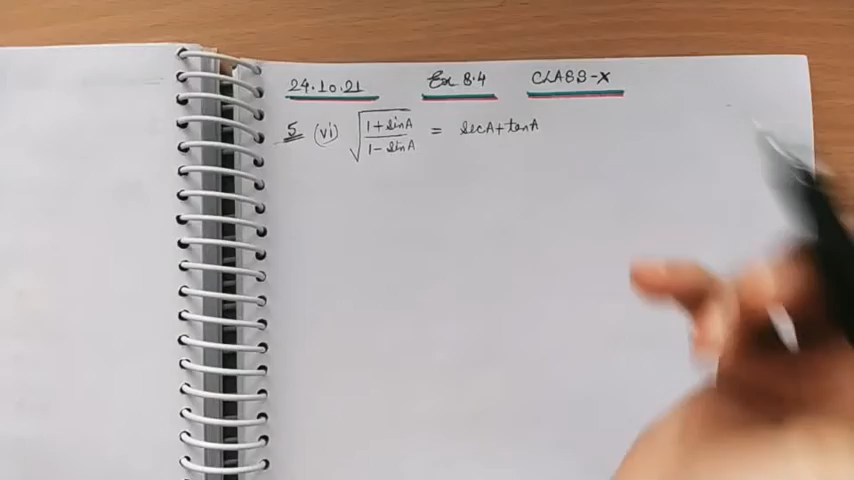 24.10.21 Ex 8.4 CLASS-X
5 (vi) √(1+sinA / 1-sinA) = secA+tanA